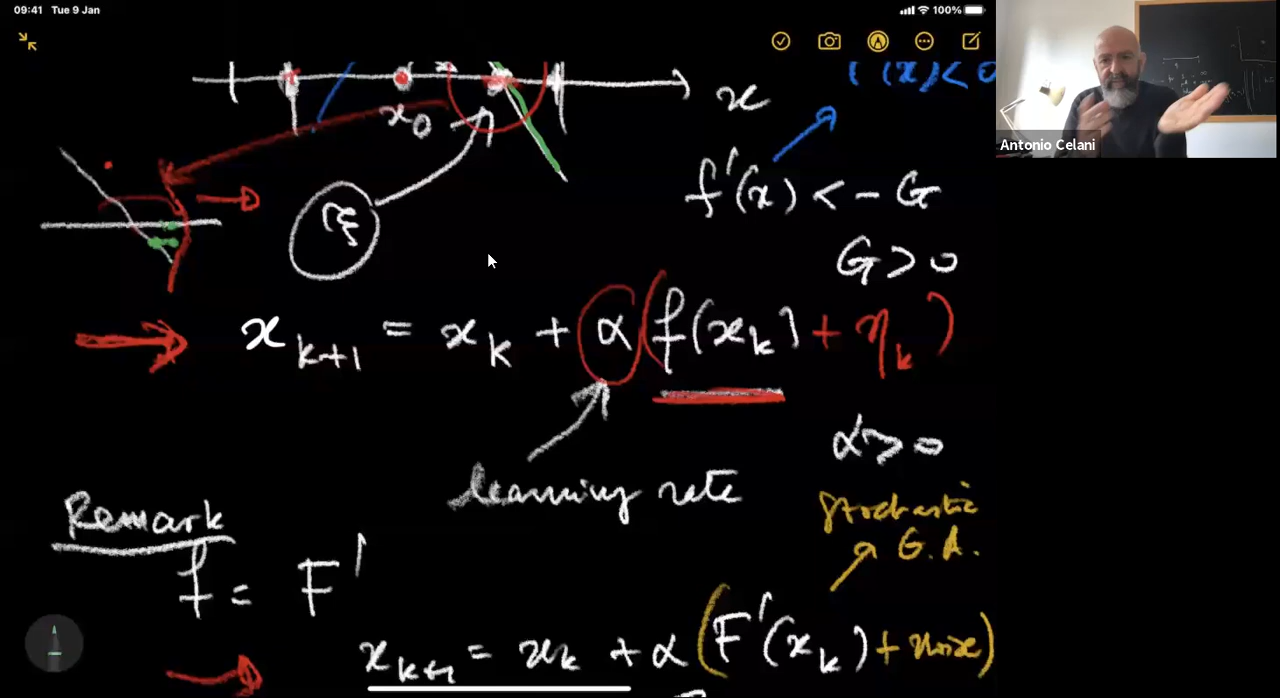 09:41 Tue 9 Jan
100%
Antonio Celani
x
f'(x) < 0
x₀
f'(x) < - G
ξ
G > 0
x_{k+1} = x_k + α (f(x_k) + η_k)
α > 0
learning rate
Remark
stochastic
G.A.
f = F'
x_{k+1} = x_k + α (F'(x_k) + noise)